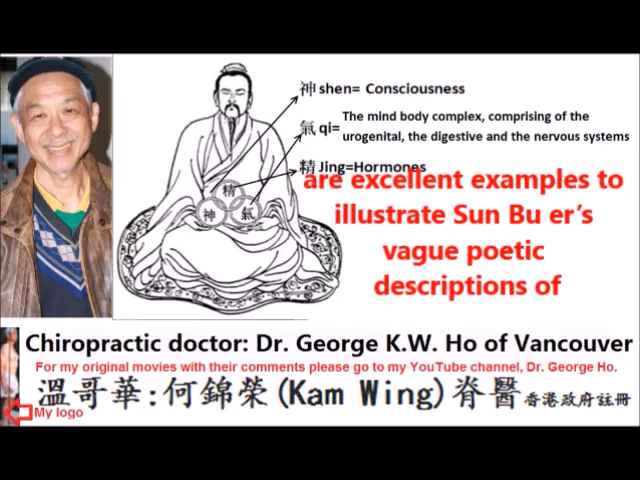 神 shen= Consciousness
氣 qi= The mind body complex, comprising of the
urogenital, the digestive and the nervous systems
精 Jing=Hormones
are excellent examples to
illustrate Sun Bu er’s
vague poetic
descriptions of
精
神 氣
Chiropractic doctor: Dr. George K.W. Ho of Vancouver
For my original movies with their comments please go to my YouTube channel, Dr. George Ho.
溫哥華:何錦榮(Kam Wing)脊醫香港政府註冊
My logo